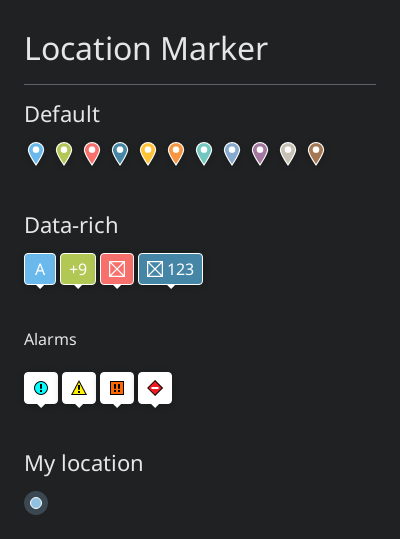 Location Marker
Default
Data-rich
A +9 123
Alarms
! ! !!
My location